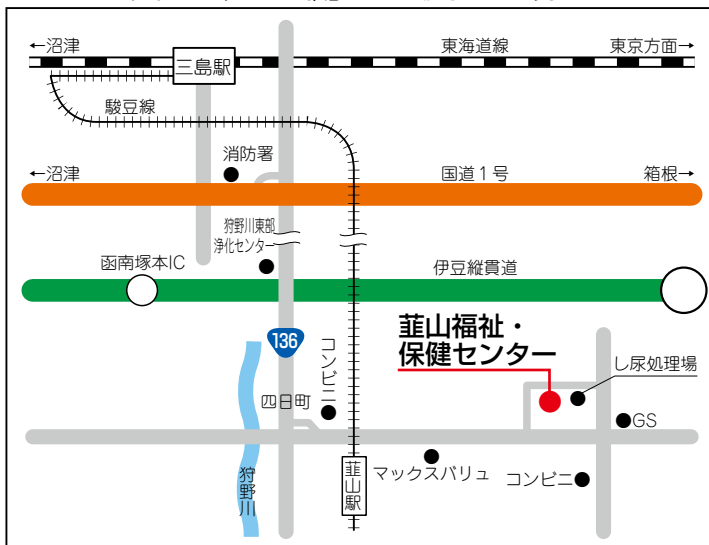 ←沼津
東海道線
東京方面→
三島駅
駿豆線
消防署
←沼津
国道1号
箱根→
狩野川東部
浄化センター
函南塚本IC
伊豆縦貫道
136
コンビニ
韮山福祉・
保健センター
し尿処理場
四日町
GS
狩野川
韮山駅
マックスバリュ
コンビニ